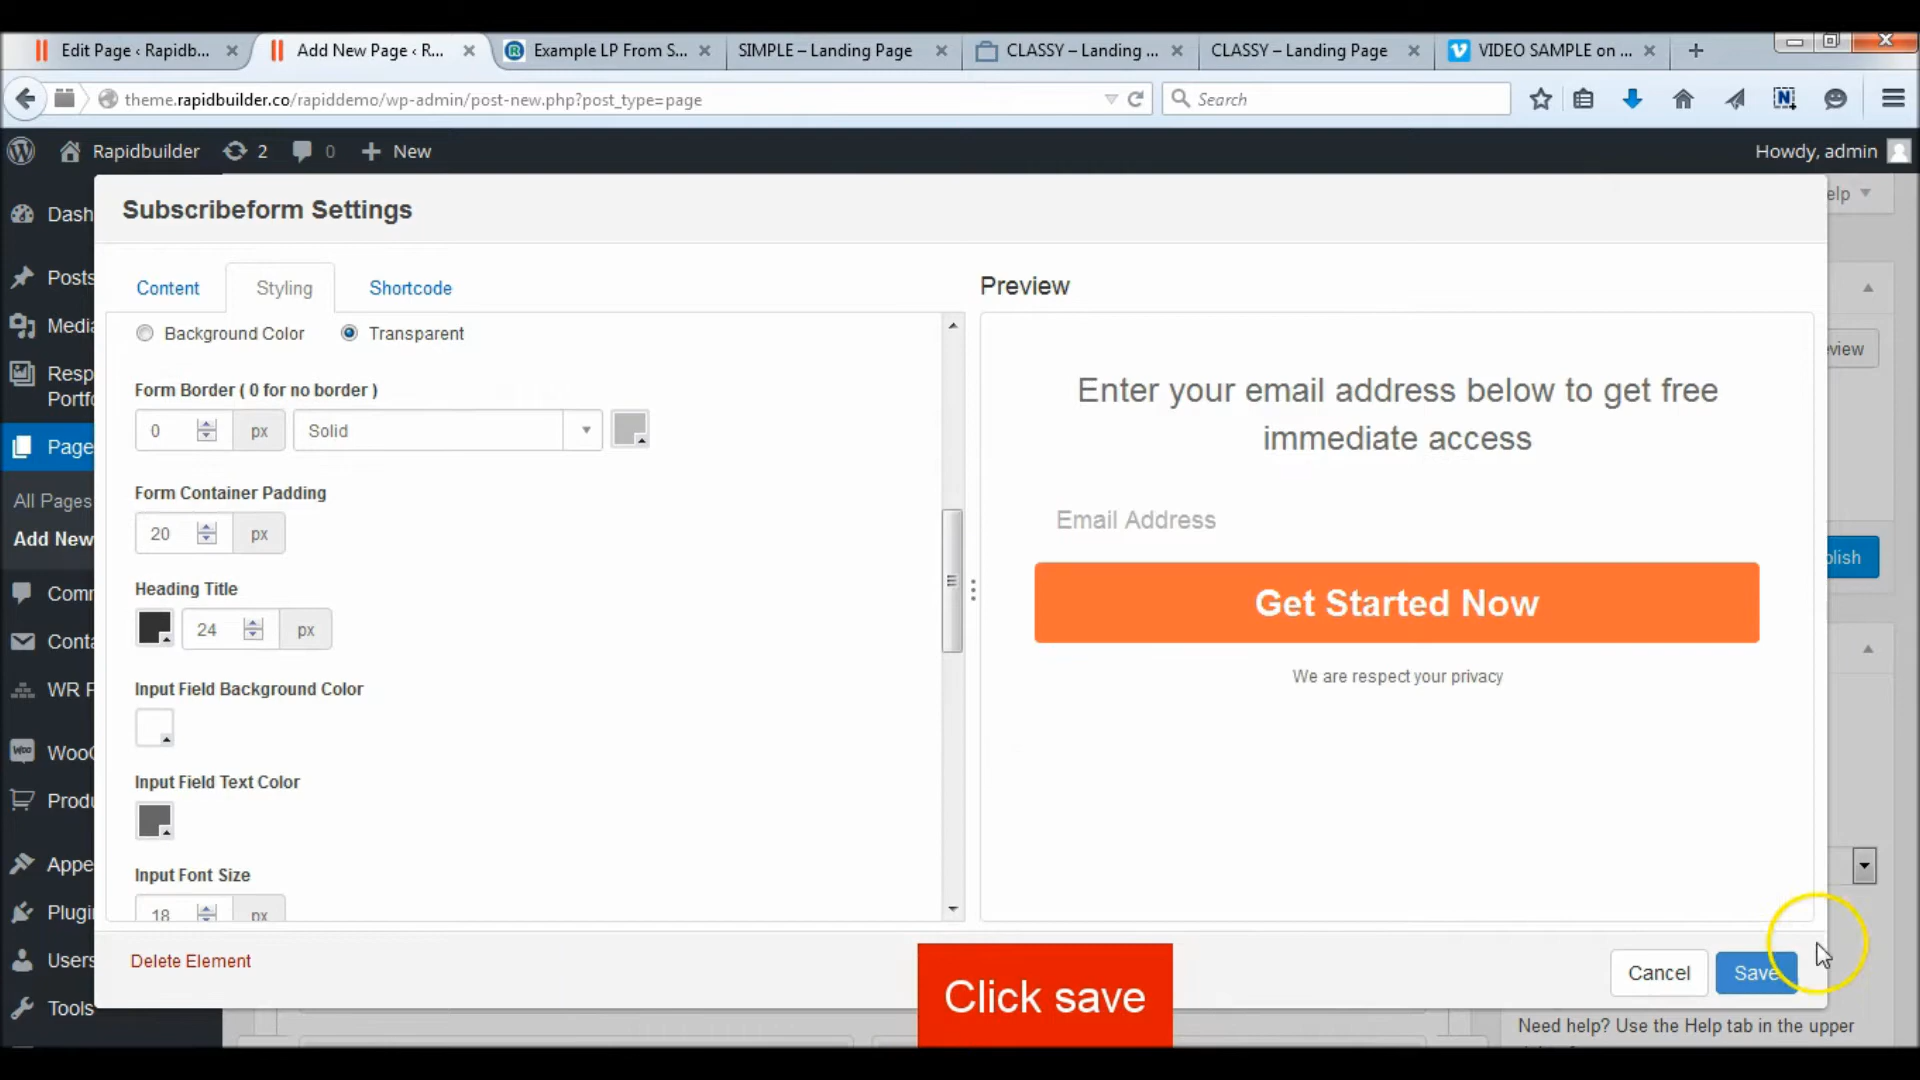 Edit Page ‹ Rapidb...
Add New Page ‹ R...
Example LP From S...
SIMPLE – Landing Page
CLASSY – Landing ...
CLASSY – Landing Page
VIDEO SAMPLE on ...
theme.rapidbuilder.co/rapiddemo/wp-admin/post-new.php?post_type=page
Search
Rapidbuilder
2
0
New
Howdy, admin
Dash
Posts
Media
Resp
Portfo
Page
All Pages
Add New
Comm
Conta
WR P
WooC
Produ
Appe
Plugi
Users
Tools
elp
view
blish
Subscribeform Settings
Content
Styling
Shortcode
Background Color
Transparent
Form Border ( 0 for no border )
0 px Solid
Form Container Padding
20 px
Heading Title
24 px
Input Field Background Color
Input Field Text Color
Input Font Size
18 px
Preview
Enter your email address below to get free
immediate access
Email Address
Get Started Now
We are respect your privacy
Delete Element
Click save
Cancel
Save
Need help? Use the Help tab in the upper